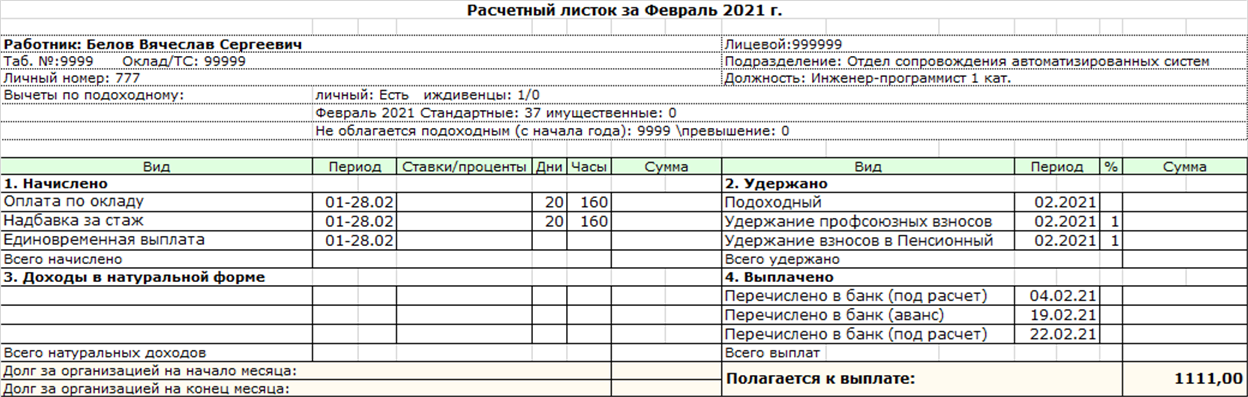 Расчетный листок за Февраль 2021 г.
Работник: Белов Вячеслав Сергеевич Лицевой:999999
Таб. №:9999 Оклад/ТС: 99999 Подразделение: Отдел сопровождения автоматизированных систем
Личный номер: 777 Должность: Инженер-программист 1 кат.
Вычеты по подоходному: личный: Есть иждивенцы: 1/0
Февраль 2021 Стандартные: 37 имущественные: 0
Не облагается подоходным (с начала года): 9999 \превышение: 0
Вид Период Ставки/проценты Дни Часы Сумма Вид Период % Сумма
1. Начислено 2. Удержано
Оплата по окладу 01-28.02 20 160 Подоходный 02.2021
Надбавка за стаж 01-28.02 20 160 Удержание профсоюзных взносов 02.2021 1
Единовременная выплата 01-28.02 Удержание взносов в Пенсионный 02.2021 1
Всего начислено Всего удержано
3. Доходы в натуральной форме 4. Выплачено
Перечислено в банк (под расчет) 04.02.21
Перечислено в банк (аванс) 19.02.21
Перечислено в банк (под расчет) 22.02.21
Всего натуральных доходов Всего выплат
Долг за организацией на начало месяца:
Полагается к выплате: 1111,00
Долг за организацией на конец месяца: